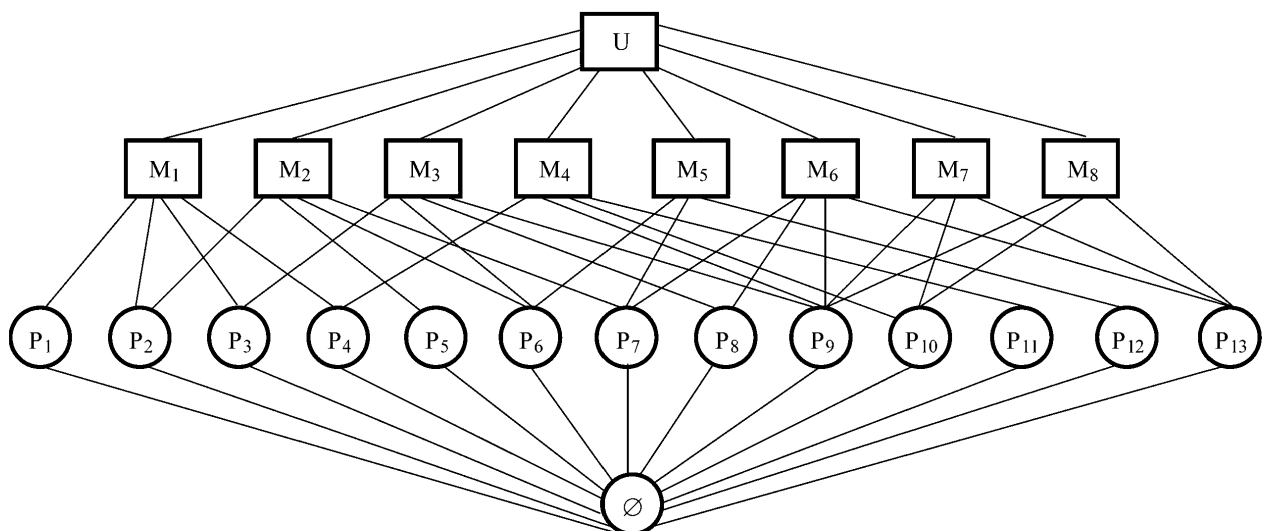 U
M₁ M₂ M₃ M₄ M₅ M₆ M₇ M₈
P₁ P₂ P₃ P₄ P₅ P₆ P₇ P₈ P₉ P₁₀ P₁₁ P₁₂ P₁₃
∅